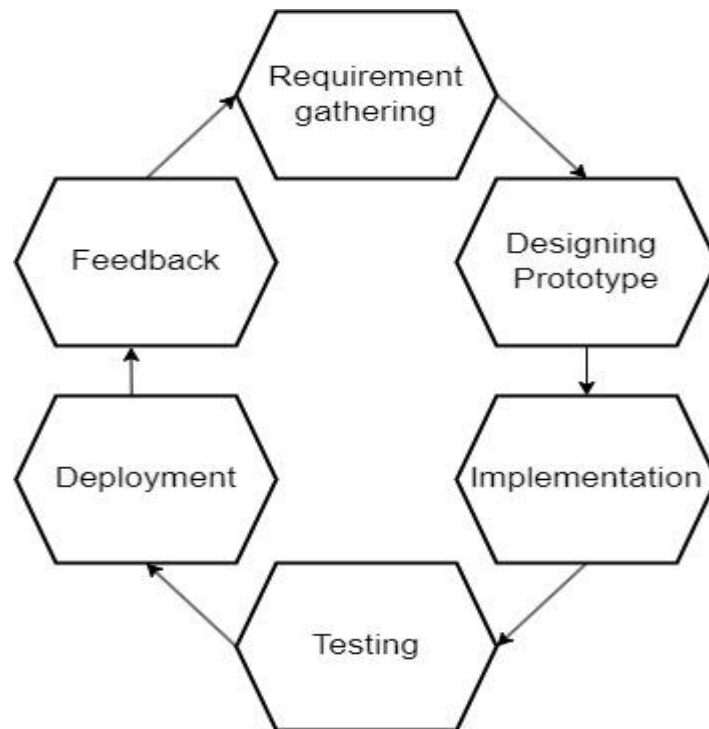 Requirement
gathering
Designing
Prototype
Implementation
Testing
Deployment
Feedback